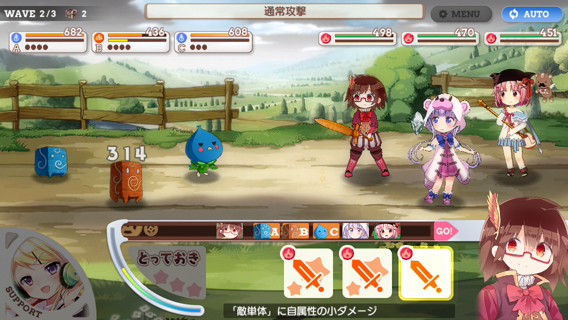 WAVE 2/3 2
通常攻撃
MENU
AUTO
682
436
608
498
470
451
A
B
C
314
A B C GO!
とっておき
SUPPORT
「敵単体」に自属性の小ダメージ